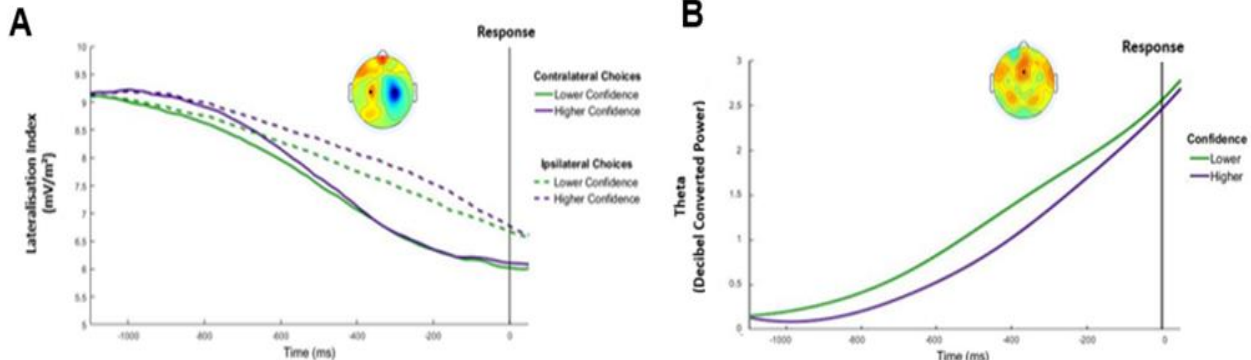 A
Response
10
9.5
9
8.5
8
7.5
7
6.5
6
5.5
5
-1000
-800
-600
-400
-200
0
Time (ms)
Lateralisation Index
(mV/m²)
Contralateral Choices
Lower Confidence
Higher Confidence
Ipsilateral Choices
Lower Confidence
Higher Confidence
B
Response
3
2.5
2
1.5
1
0.5
0
-1000
-800
-600
-400
-200
0
Time (ms)
Theta
(Decibel Converted Power)
Confidence
Lower
Higher